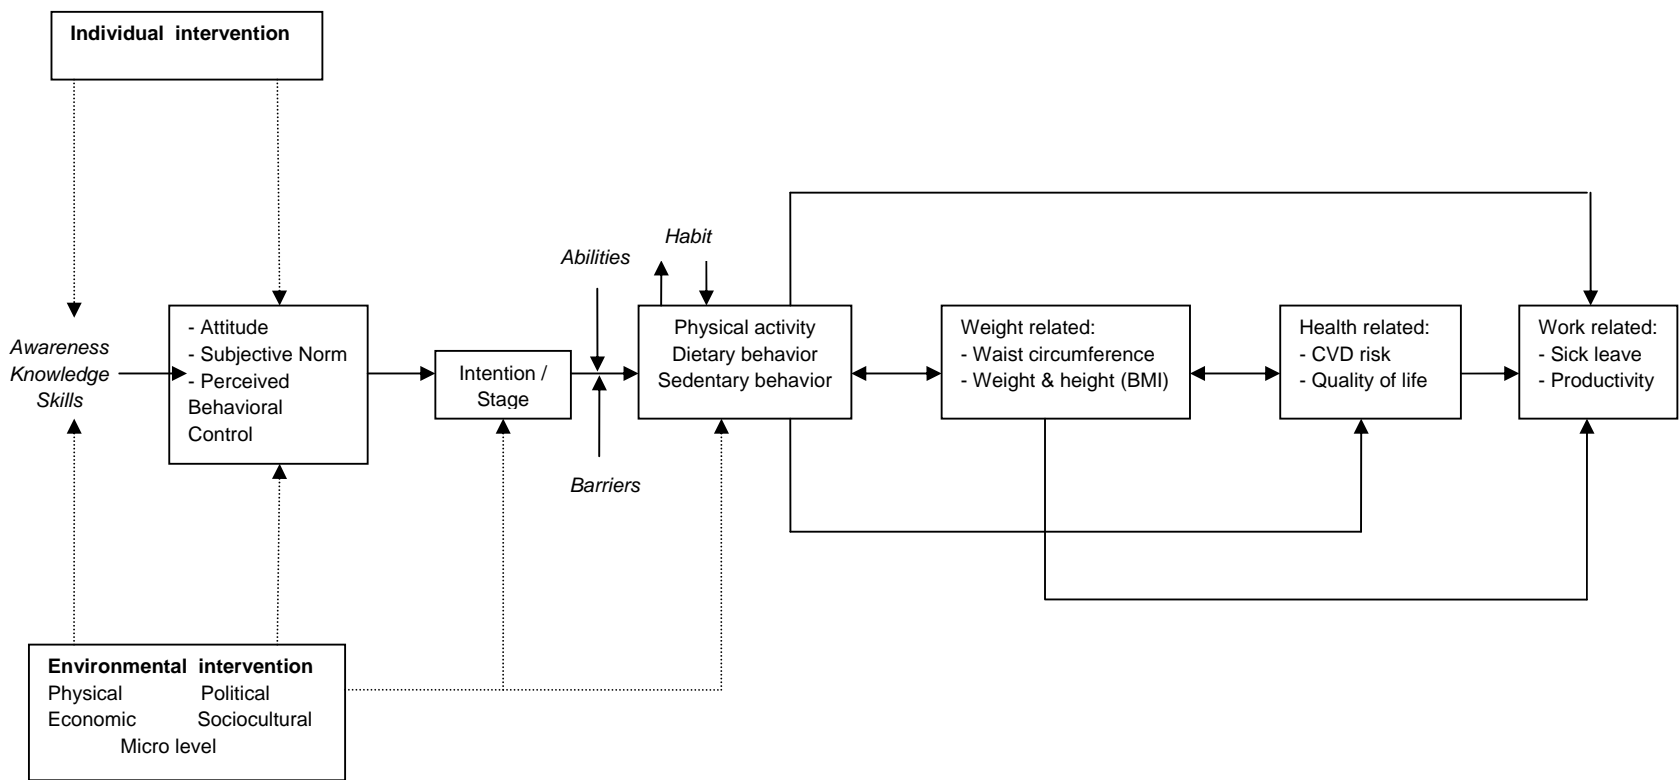 Individual intervention
Awareness
Knowledge
Skills
- Attitude
- Subjective Norm
- Perceived
Behavioral
Control
Intention /
Stage
Abilities
Barriers
Habit
Physical activity
Dietary behavior
Sedentary behavior
Weight related:
- Waist circumference
- Weight & height (BMI)
Health related:
- CVD risk
- Quality of life
Work related:
- Sick leave
- Productivity
Environmental intervention
Physical Political
Economic Sociocultural
Micro level